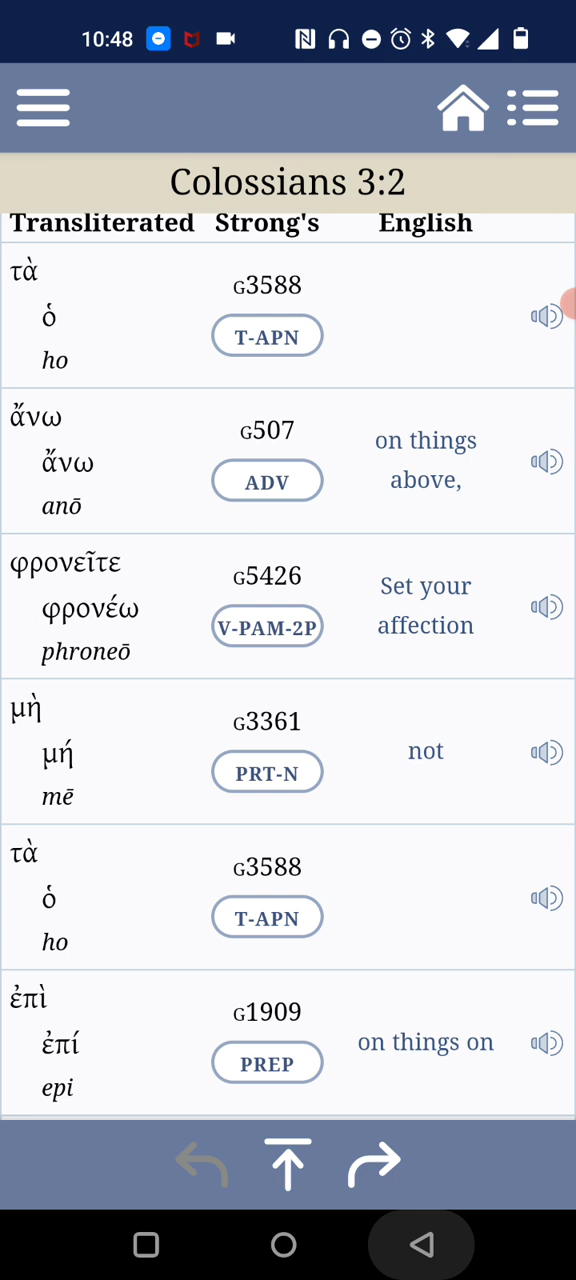 10:48
Colossians 3:2
Transliterated Strong's English
τὰ
ὁ
ho
G3588
T-APN
ἄνω
ἄνω
anō
G507
ADV
on things
above,
φρονεῖτε
φρονέω
phroneō
G5426
V-PAM-2P
Set your
affection
μὴ
μή
mē
G3361
PRT-N
not
τὰ
ὁ
ho
G3588
T-APN
ἐπὶ
ἐπί
epi
G1909
PREP
on things on